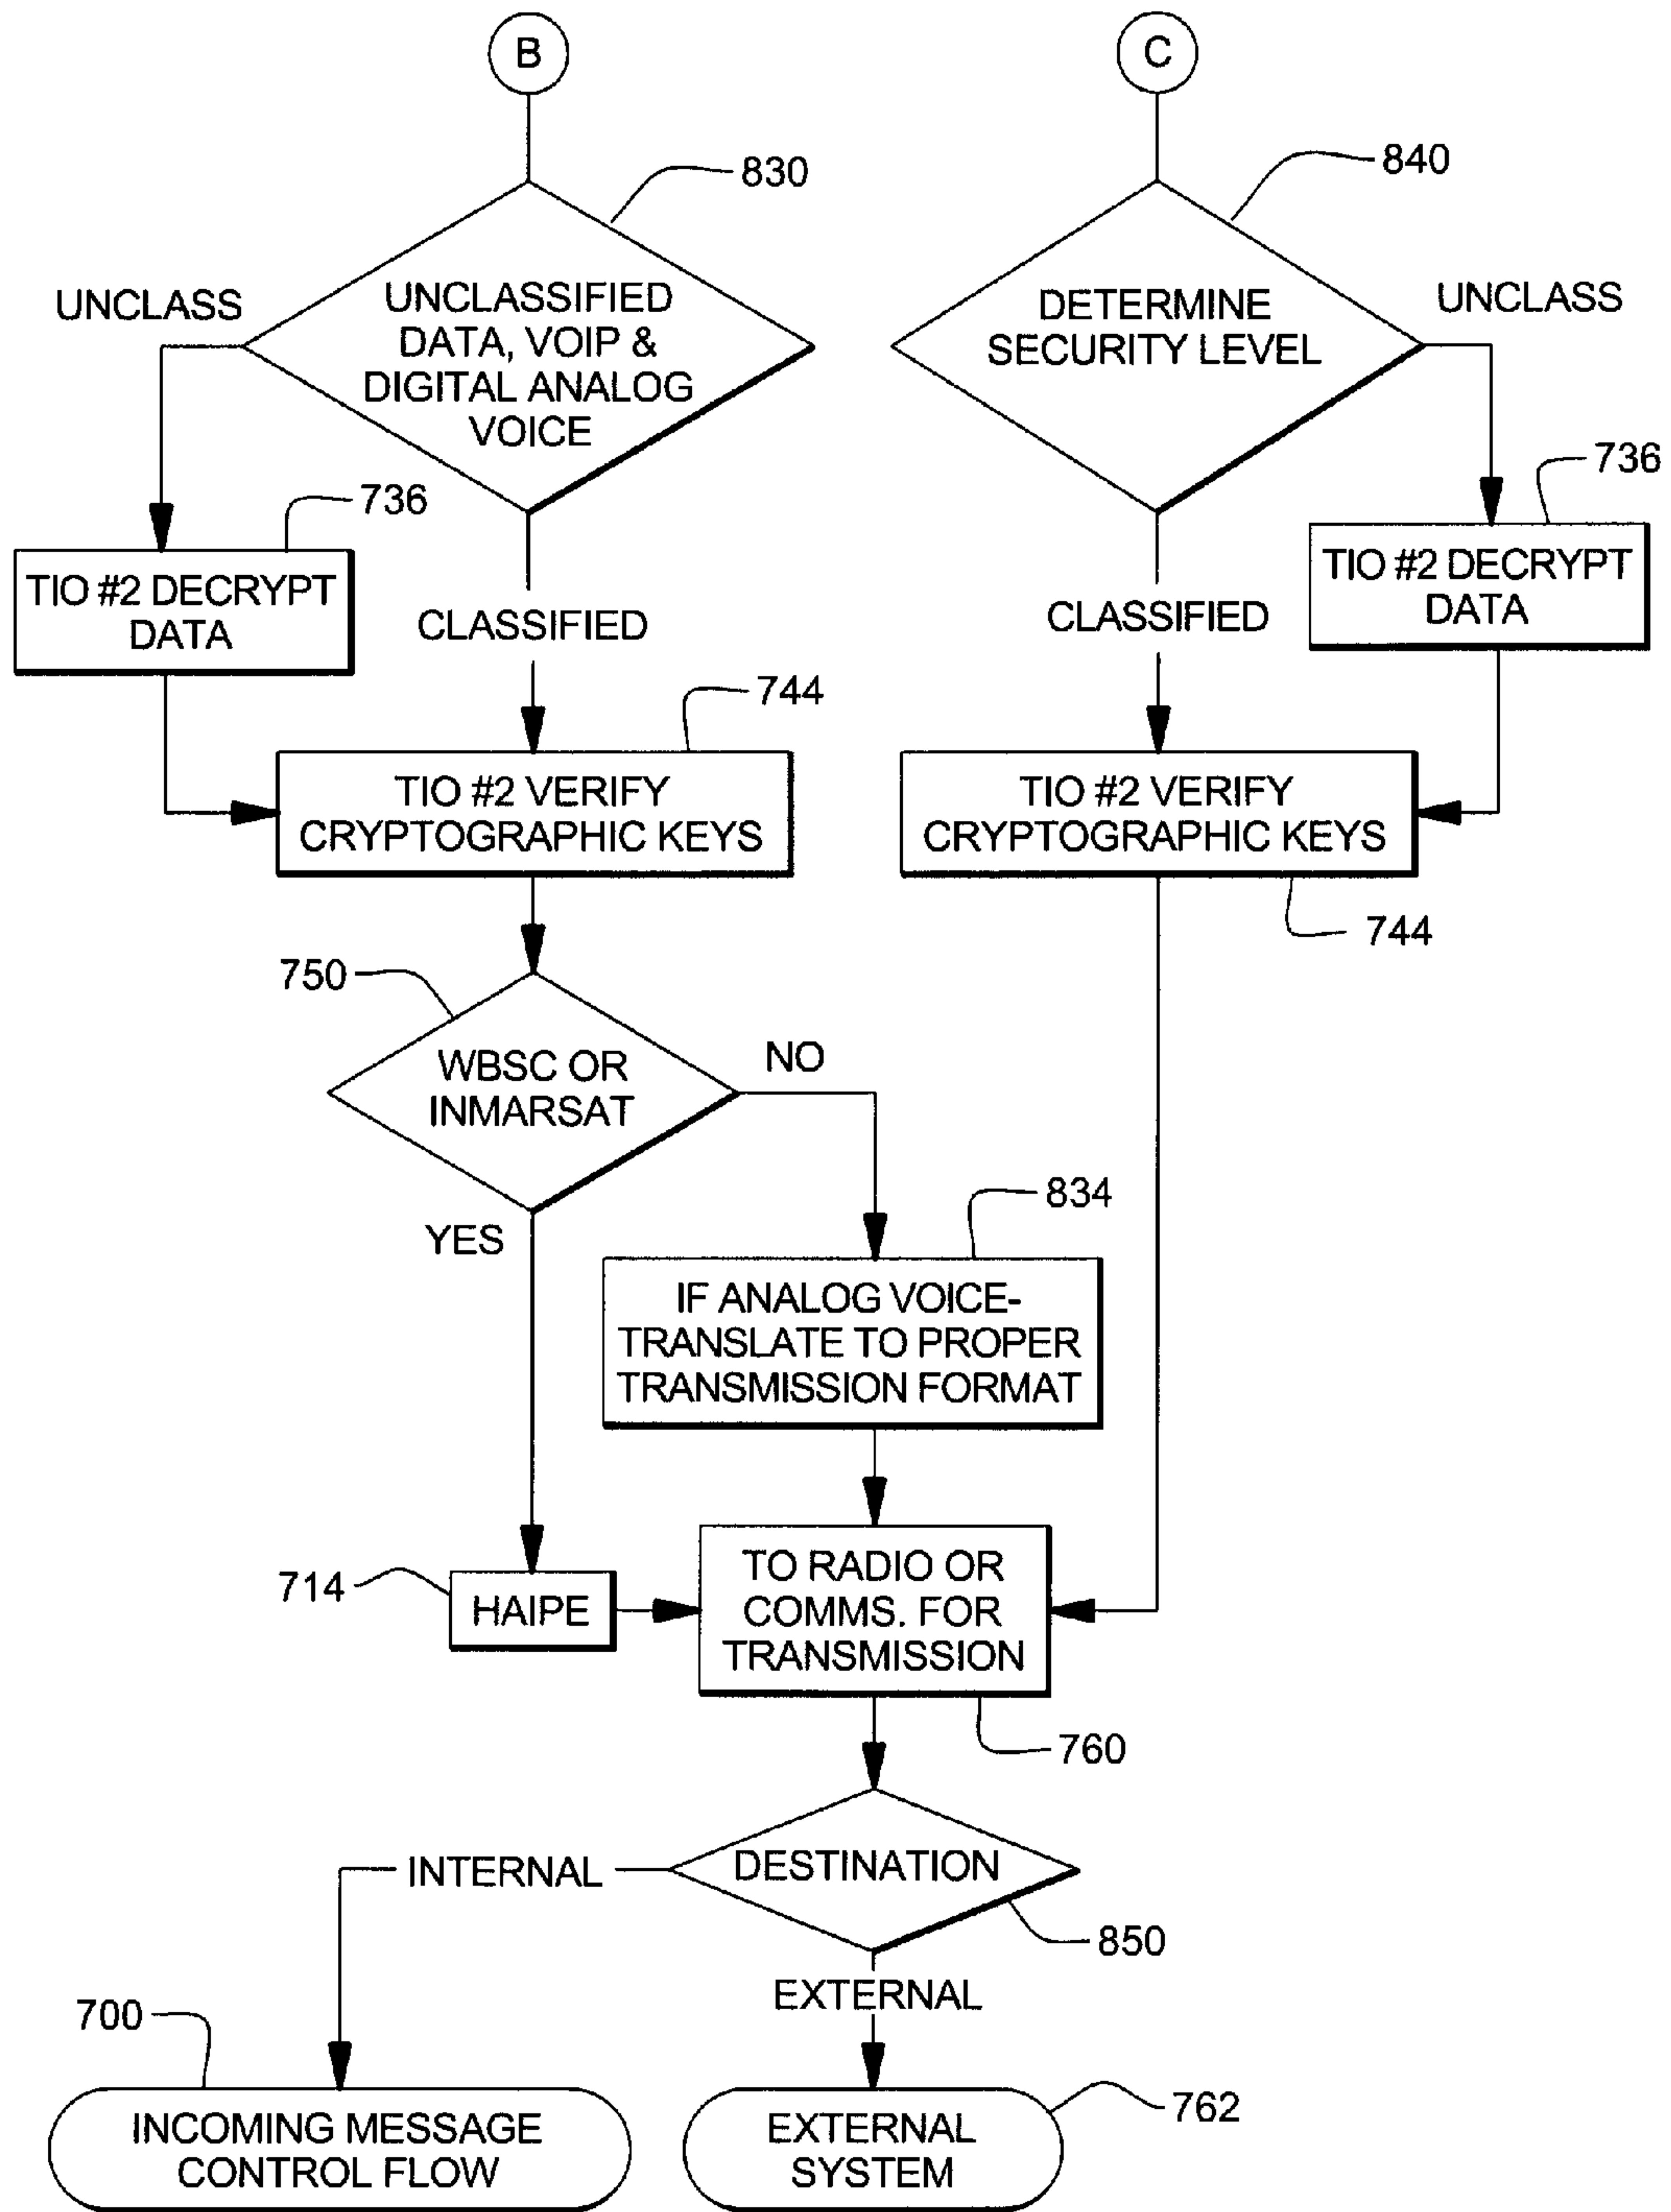 B
C
830
840
UNCLASS
UNCLASSIFIED
DATA, VOIP &
DIGITAL ANALOG
VOICE
DETERMINE
SECURITY LEVEL
UNCLASS
736
TIO #2 DECRYPT
DATA
CLASSIFIED
CLASSIFIED
736
TIO #2 DECRYPT
DATA
744
TIO #2 VERIFY
CRYPTOGRAPHIC KEYS
TIO #2 VERIFY
CRYPTOGRAPHIC KEYS
744
750
WBSC OR
INMARSAT
NO
YES
834
IF ANALOG VOICE-
TRANSLATE TO PROPER
TRANSMISSION FORMAT
714
HAIPE
TO RADIO OR
COMMS. FOR
TRANSMISSION
760
INTERNAL
DESTINATION
850
EXTERNAL
700
INCOMING MESSAGE
CONTROL FLOW
EXTERNAL
SYSTEM
762